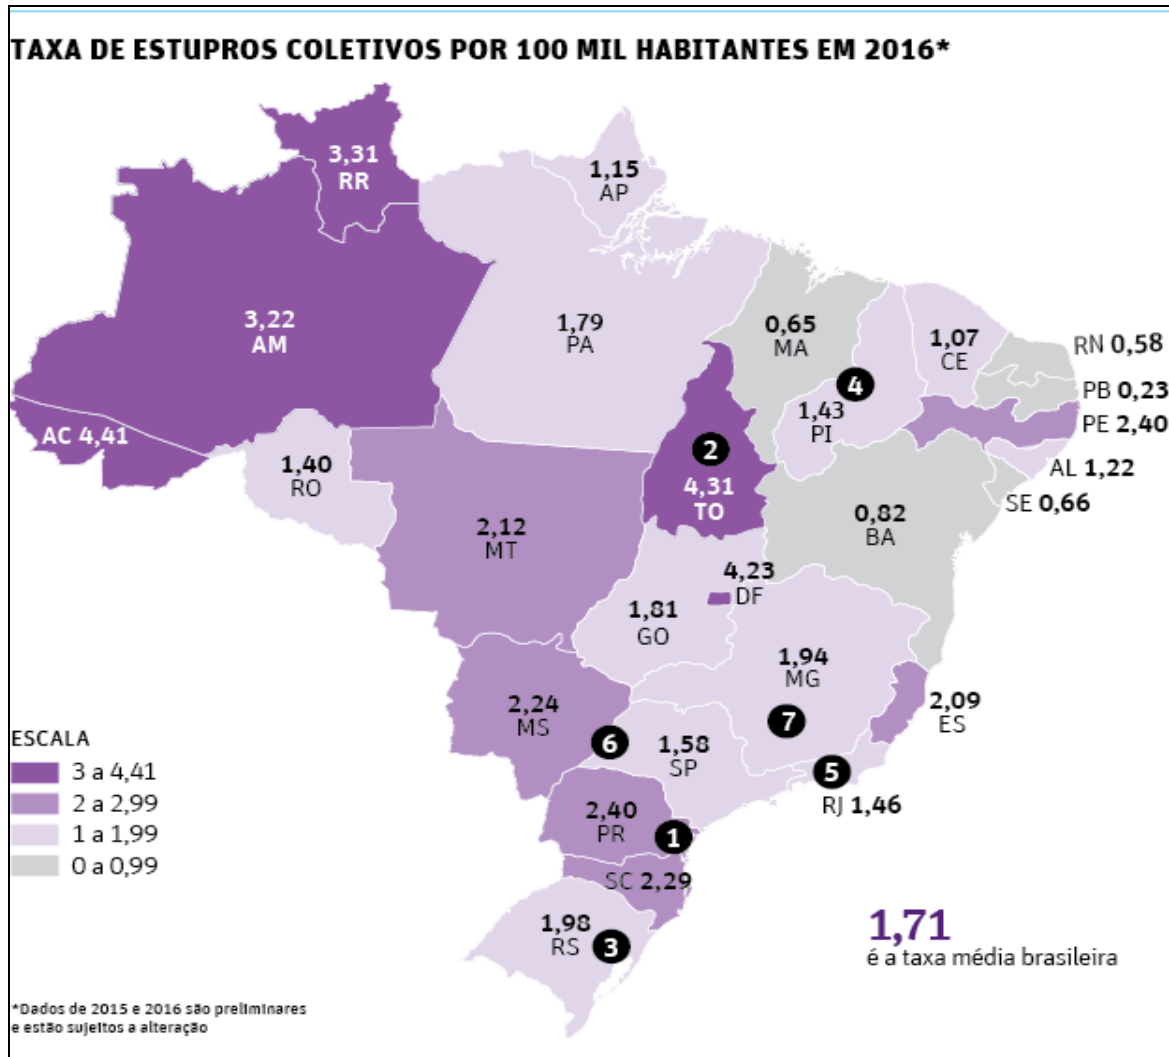 TAXA DE ESTUPROS COLETIVOS POR 100 MIL HABITANTES EM 2016*
3,31
RR
1,15
AP
3,22
AM
1,79
PA
0,65
MA
1,07
CE
RN 0,58
PB 0,23
PE 2,40
AL 1,22
SE 0,66
4
1,43
PI
AC 4,41
1,40
RO
2
4,31
TO
2,12
MT
0,82
BA
4,23
DF
1,81
GO
1,94
MG
7
2,09
ES
2,24
MS
6
1,58
SP
5
RJ 1,46
2,40
PR
1
SC 2,29
1,98
RS
3
ESCALA
3 a 4,41
2 a 2,99
1 a 1,99
0 a 0,99
1,71
é a taxa média brasileira
*Dados de 2015 e 2016 são preliminares
e estão sujeitos a alteração